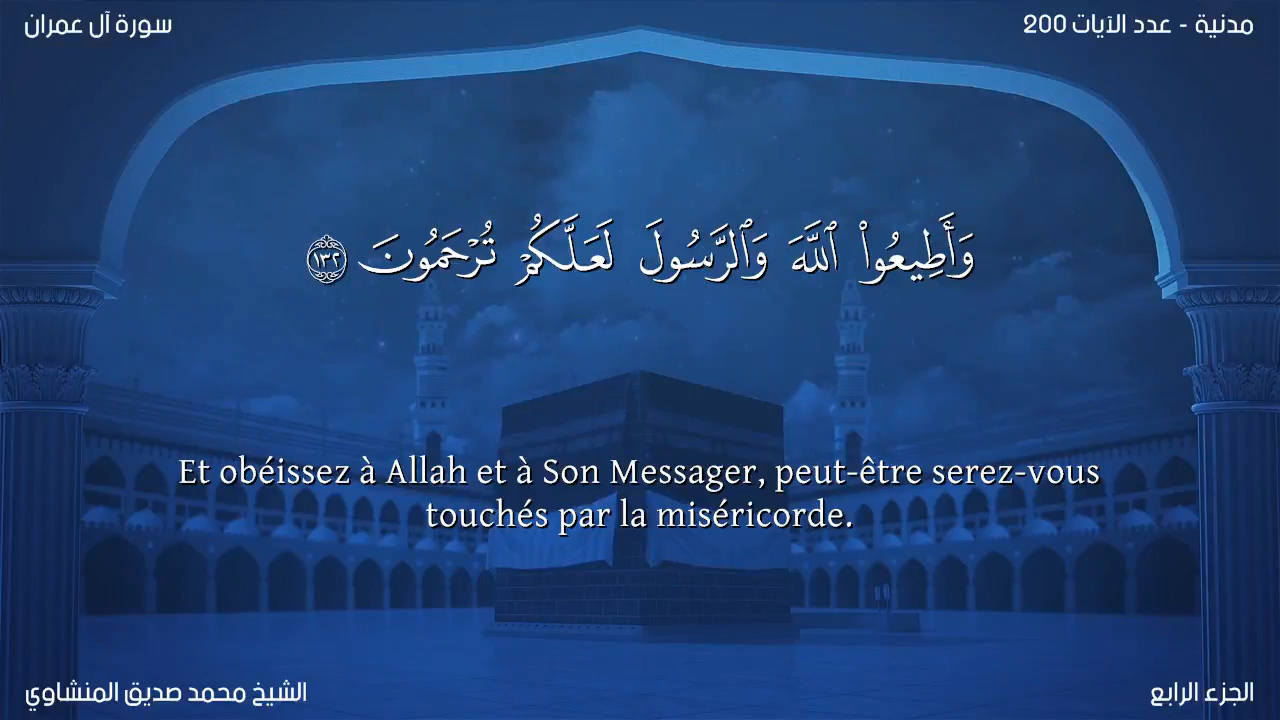 سورة آل عمران
مدنية - عدد الآيات 200
وَأَطِيعُوا۟ ٱللَّهَ وَٱلرَّسُولَ لَعَلَّكُمْ تُرْحَمُونَ ١٣٢
Et obéissez à Allah et à Son Messager, peut-être serez-vous
touchés par la miséricorde.
الشيخ محمد صديق المنشاوي
الجزء الرابع